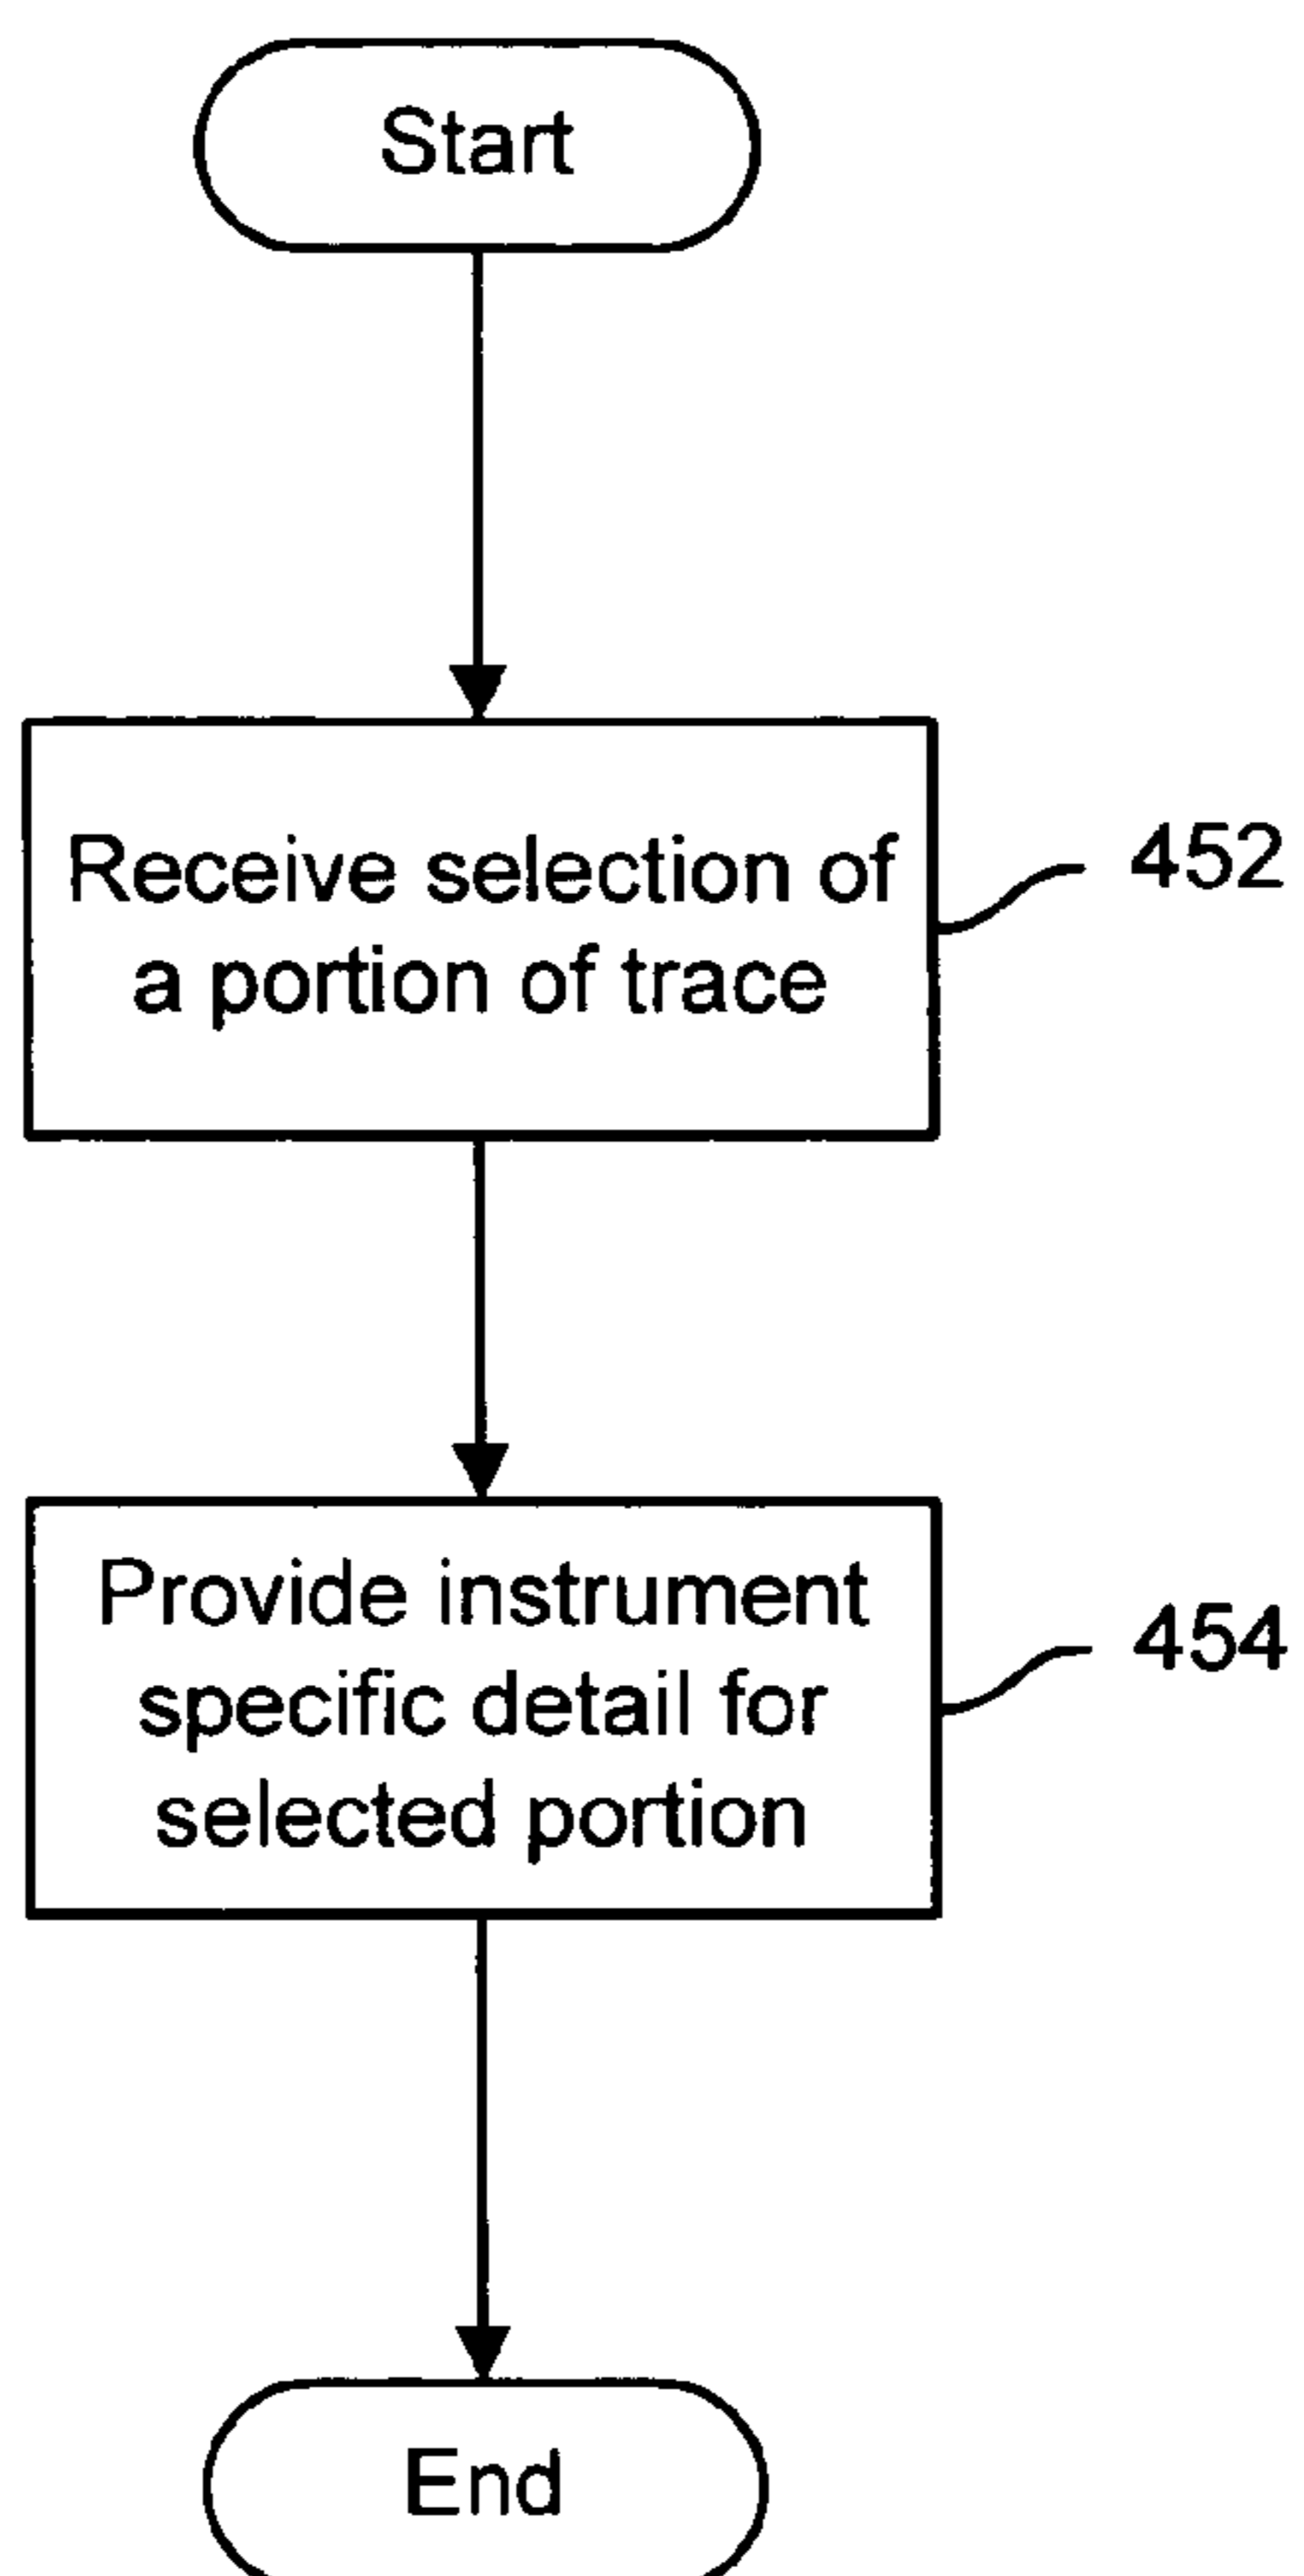 Start
Receive selection of
a portion of trace
452
Provide instrument
specific detail for
selected portion
454
End